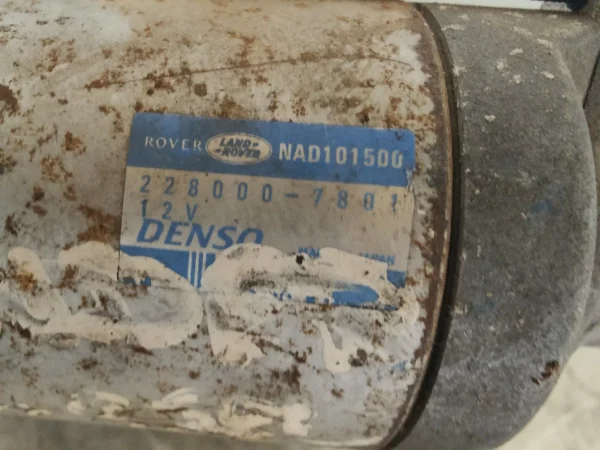 ROVER LAND-ROVER NAD101500
228000-7801
12V
DENSO